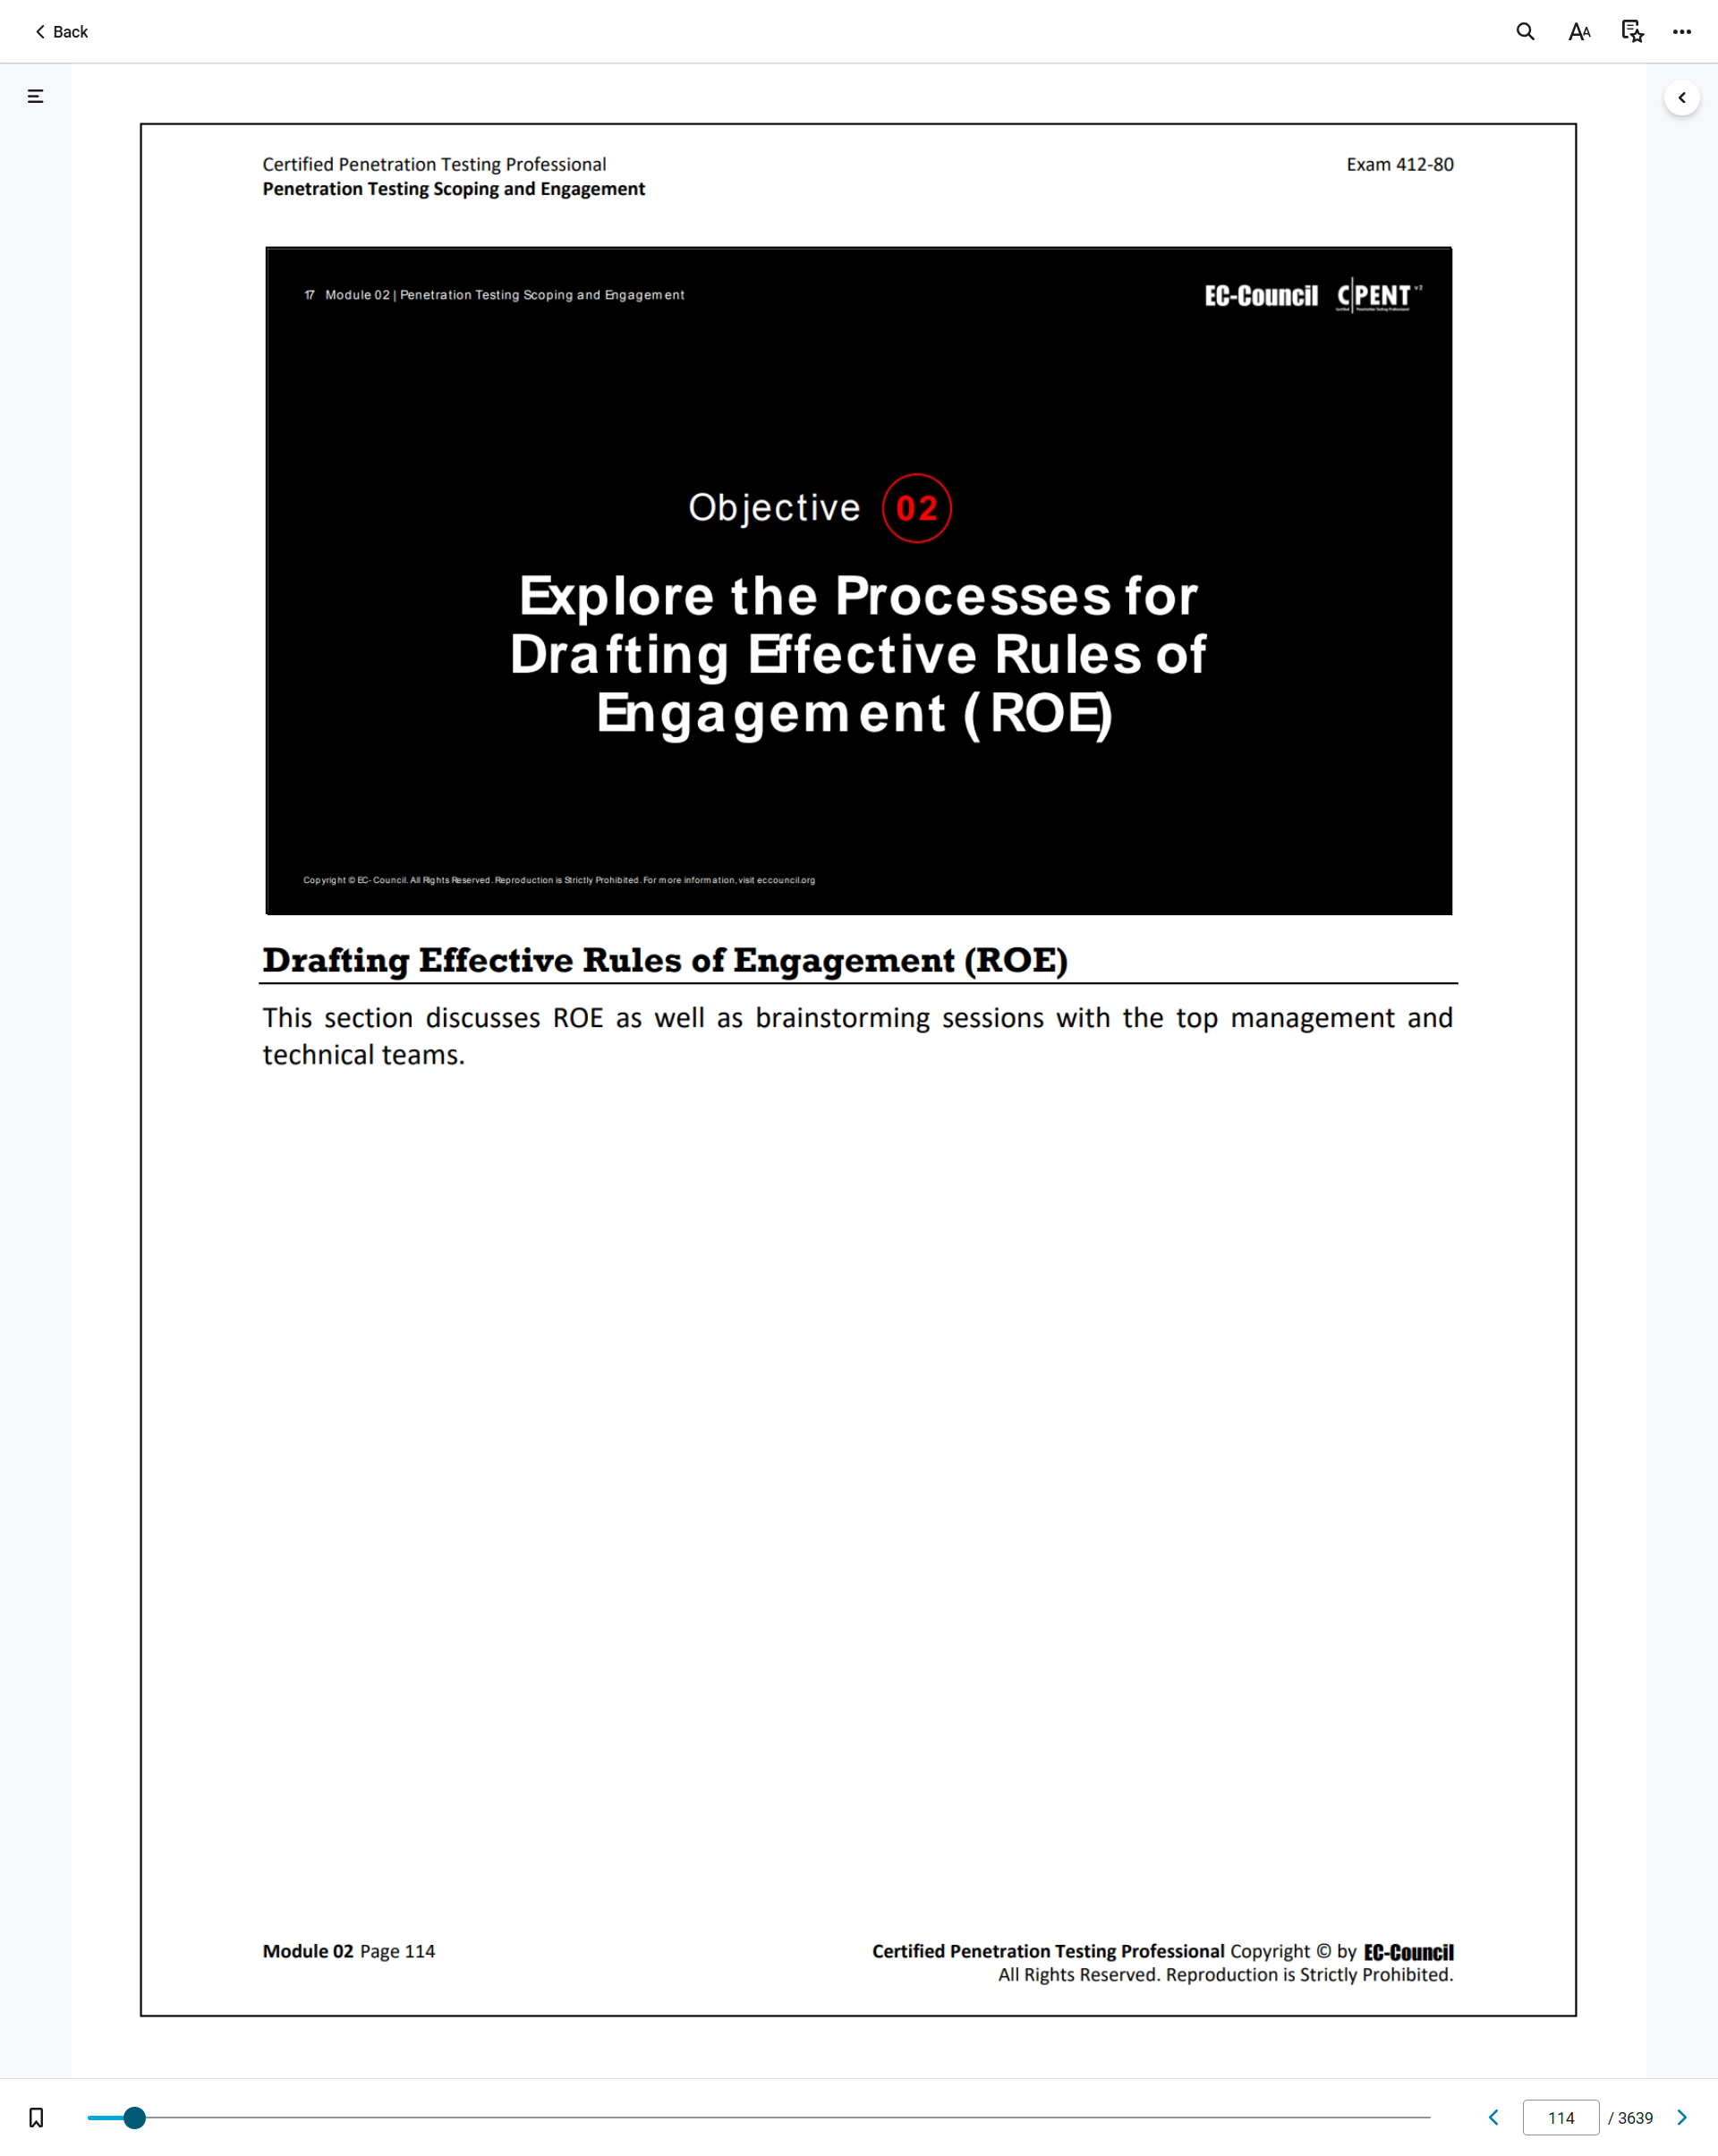 Back
Certified Penetration Testing Professional
Exam 412-80
Penetration Testing Scoping and Engagement
17 Module 02 | Penetration Testing Scoping and Engagement
EC-Council C|PENT v2
Objective 02
Explore the Processes for
Drafting Effective Rules of
Engagement (ROE)
Copyright © EC-Council. All Rights Reserved. Reproduction is Strictly Prohibited. For more information, visit eccouncil.org
Drafting Effective Rules of Engagement (ROE)
This section discusses ROE as well as brainstorming sessions with the top management and
technical teams.
Module 02 Page 114
Certified Penetration Testing Professional Copyright © by EC-Council
All Rights Reserved. Reproduction is Strictly Prohibited.
114 / 3639